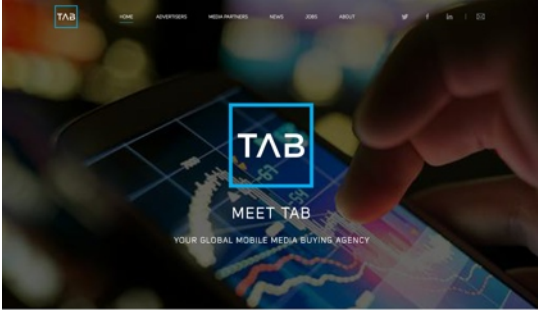 TAB
HOME ADVERTISERS MEDIA PARTNERS NEWS JOBS ABOUT
TAB
MEET TAB
YOUR GLOBAL MOBILE MEDIA BUYING AGENCY